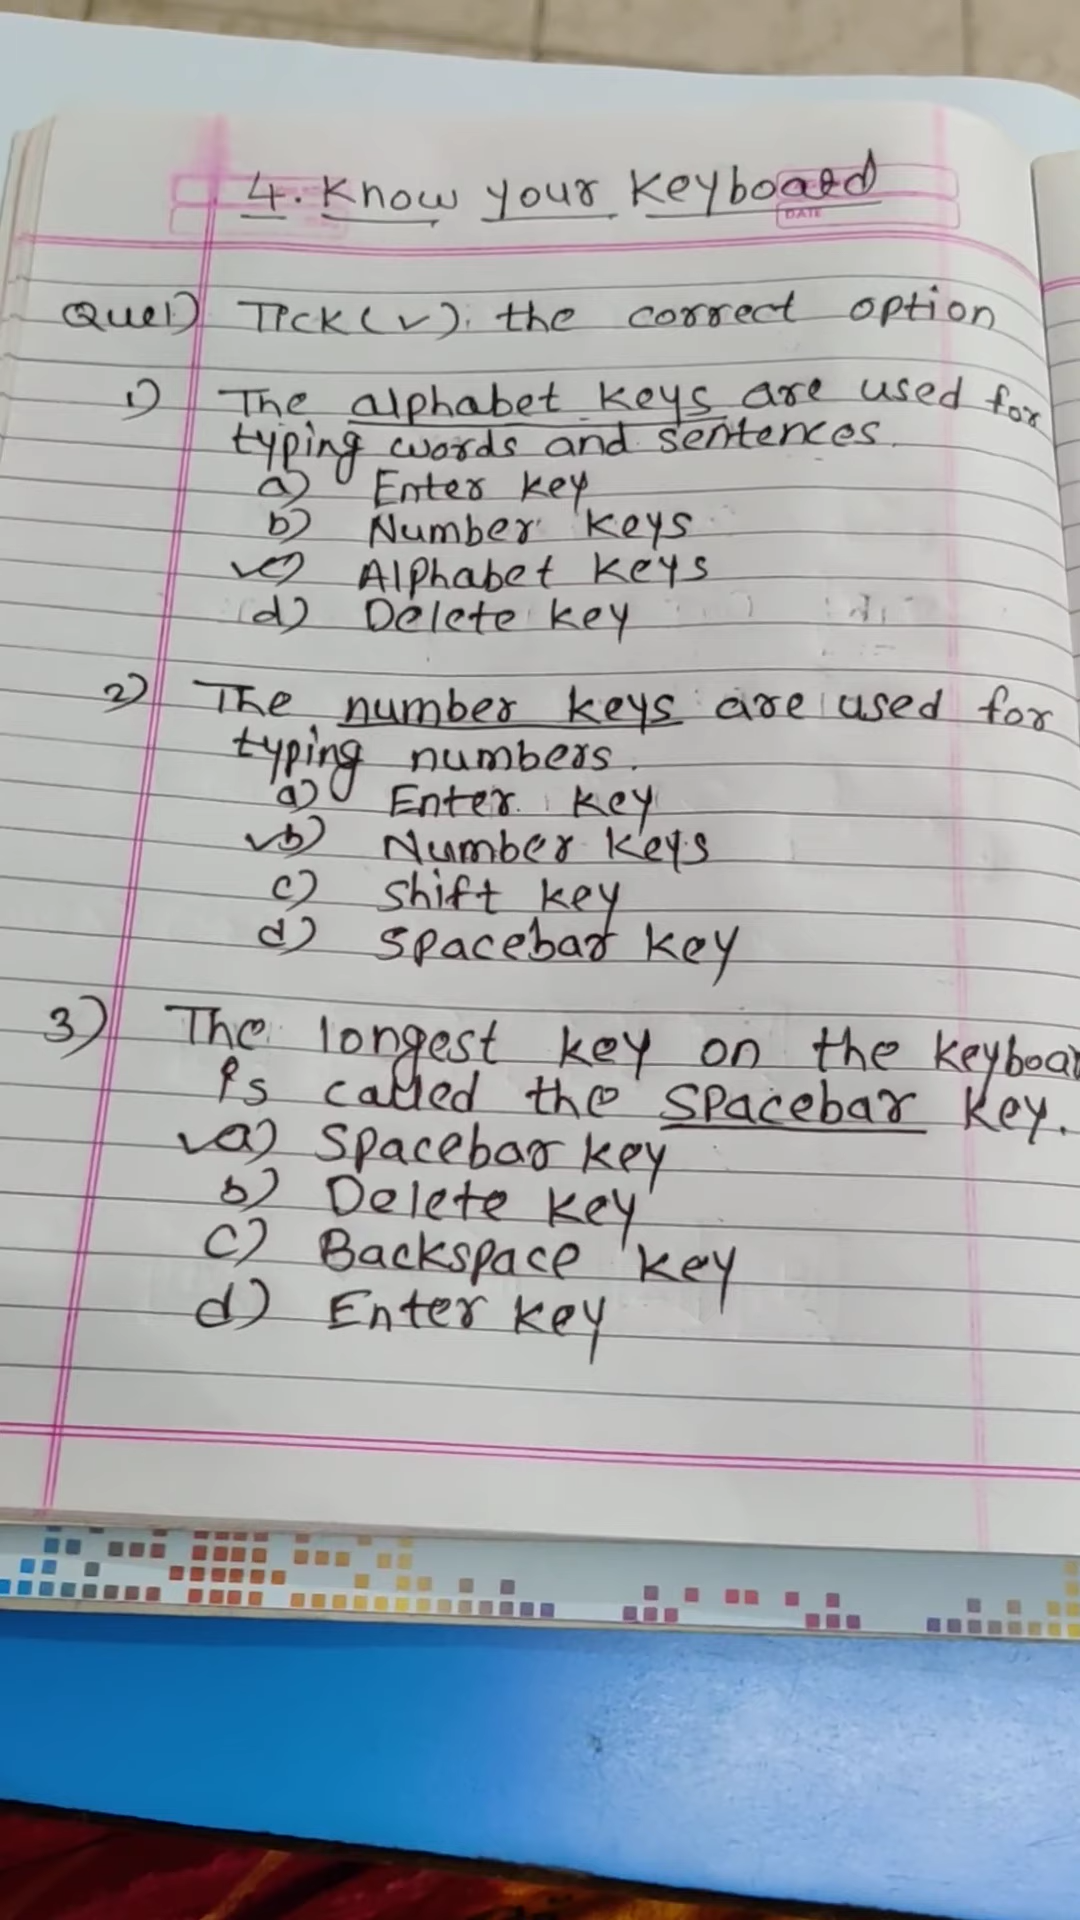 4. Know your Keyboard
DATE
Que1) Tick (✓) the correct option
1) The alphabet keys are used for
typing words and sentences.
a) Enter key
b) Number keys
✓c) Alphabet keys
d) Delete key
2) The number keys are used for
typing numbers.
a) Enter key
✓b) Number keys
c) Shift key
d) Spacebar key
3) The longest key on the keyboar
is called the spacebar key.
✓a) Spacebar key
b) Delete key
c) Backspace key
d) Enter key